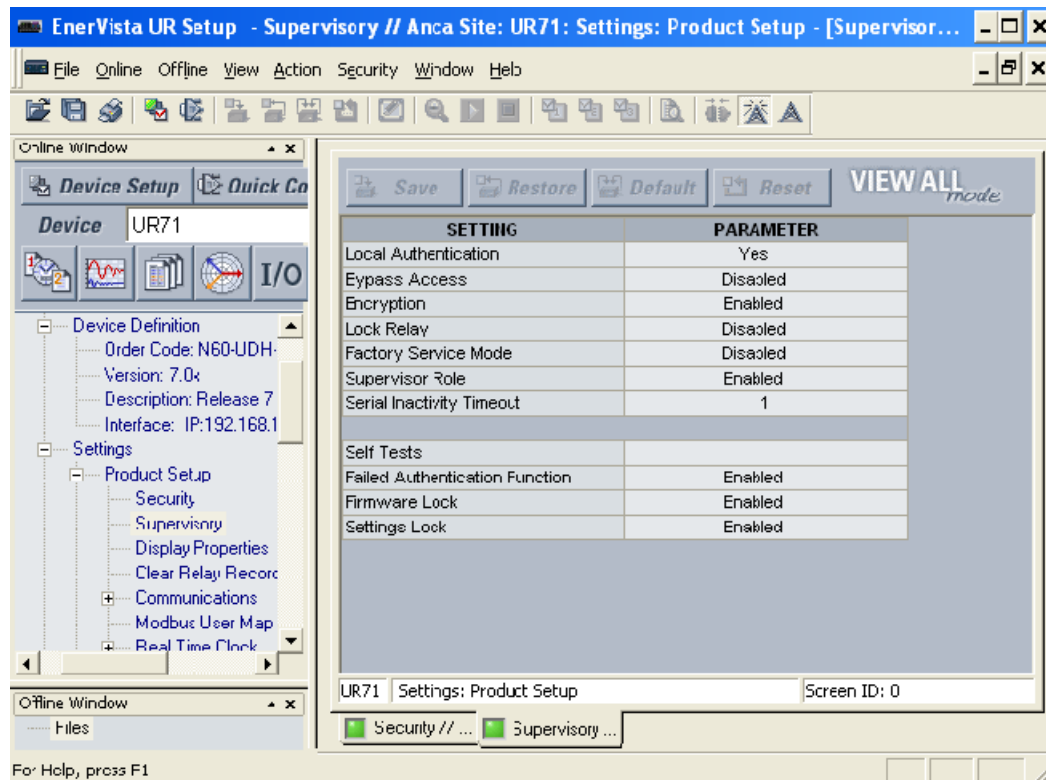 EnerVista UR Setup - Supervisory // Anca Site: UR71: Settings: Product Setup - [Supervisor...
File Online Offline View Action Security Window Help
Online Window
Device Setup Quick Co
Device UR71
I/O
Device Definition
Order Code: N60-UDH-
Version: 7.0x
Description: Release 7
Interface: IP:192.168.1
Settings
Product Setup
Security
Supervisory
Display Properties
Clear Relay Recorc
Communications
Modbus User Map
Real Time Clock
Offline Window
Files
Save Restore Default Reset VIEW ALL mode
SETTING PARAMETER
Local Authentication Yes
Bypass Access Disabled
Encryption Enabled
Lock Relay Disabled
Factory Service Mode Disabled
Supervisor Role Enabled
Serial Inactivity Timeout 1
Self Tests
Failed Authentication Function Enabled
Firmware Lock Enabled
Settings Lock Enabled
UR71 Settings: Product Setup Screen ID: 0
Security // ... Supervisory ...
For Help, press F1